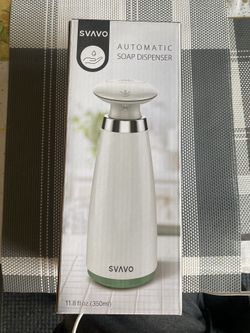 SVAVO
AUTOMATIC
SOAP DISPENSER
SVAVO
11.8 fl oz (350ml)